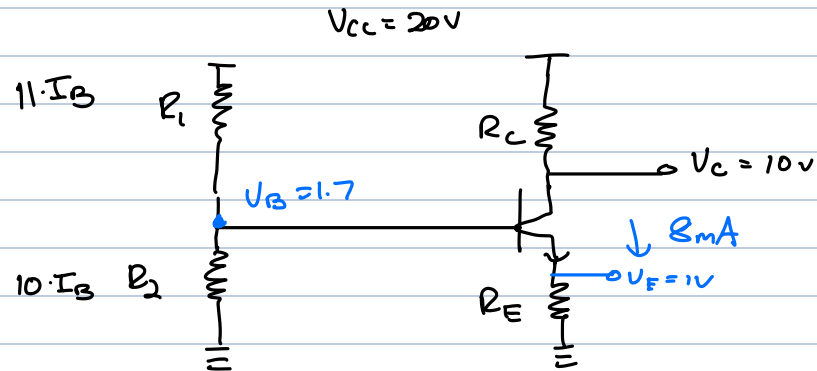 VCC = 20V
11·IB
R1
RC
VC = 10V
VB = 1.7
8mA
10·IB
R2
VE = 1V
RE